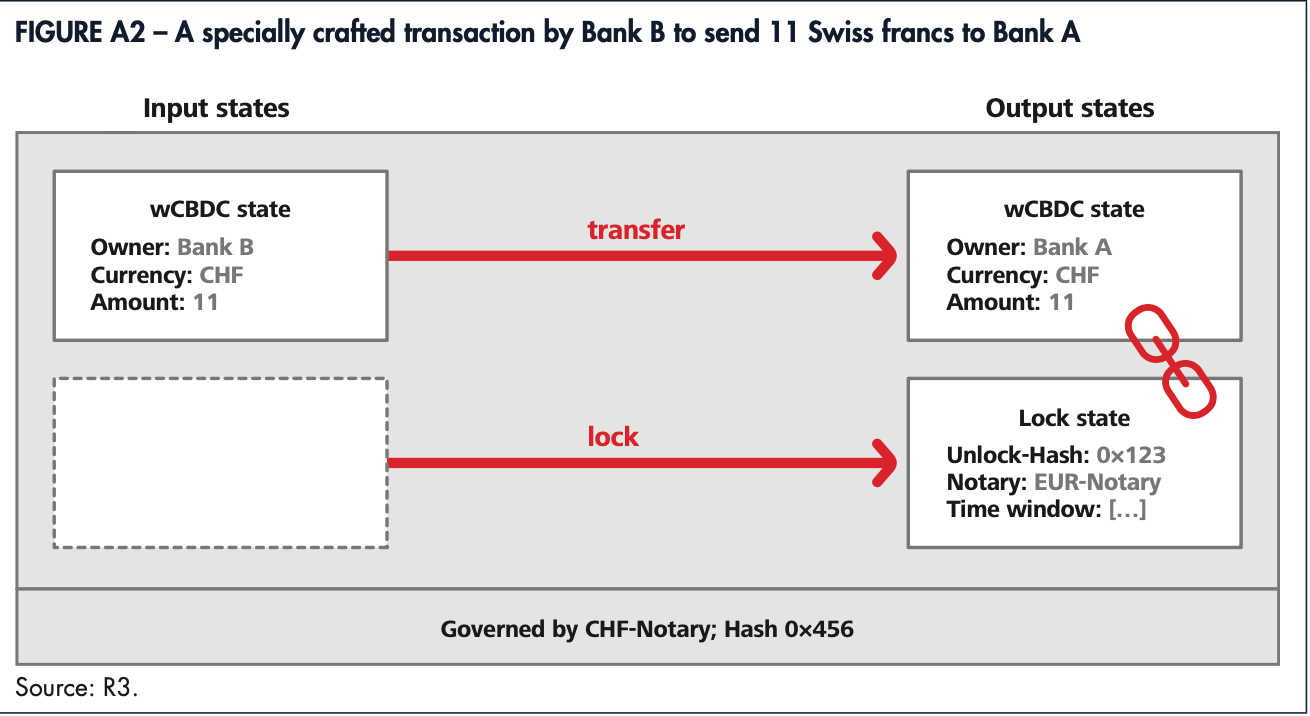 FIGURE A2 – A specially crafted transaction by Bank B to send 11 Swiss francs to Bank A
Input states
Output states
wCBDC state
Owner: Bank B
Currency: CHF
Amount: 11
transfer
wCBDC state
Owner: Bank A
Currency: CHF
Amount: 11
lock
Lock state
Unlock-Hash: 0×123
Notary: EUR-Notary
Time window: [...]
Governed by CHF-Notary; Hash 0×456
Source: R3.